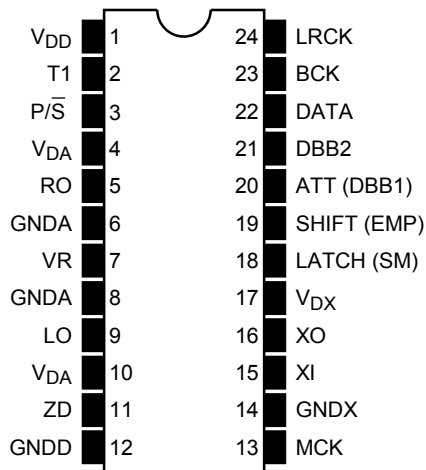 VDD 1 24 LRCK
T1 2 23 BCK
P/S̅ 3 22 DATA
VDA 4 21 DBB2
RO 5 20 ATT (DBB1)
GNDA 6 19 SHIFT (EMP)
VR 7 18 LATCH (SM)
GNDA 8 17 VDX
LO 9 16 XO
VDA 10 15 XI
ZD 11 14 GNDX
GNDD 12 13 MCK